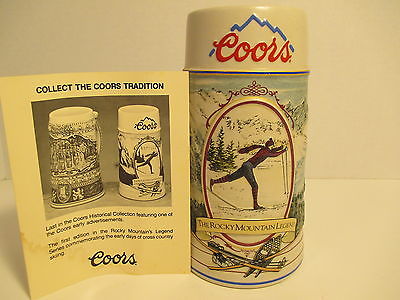 COLLECT THE COORS TRADITION
Coors
Last in the Coors Historical Collection featuring one of
the Coors early advertisements.
The first edition in the Rocky Mountain's Legend
Series commemorating the early days of cross country
skiing.
Coors
Coors
THE ROCKY MOUNTAIN LEGEN